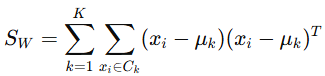 S_W = \sum_{k=1}^{K} \sum_{x_i \in C_k} (x_i - \mu_k)(x_i - \mu_k)^T